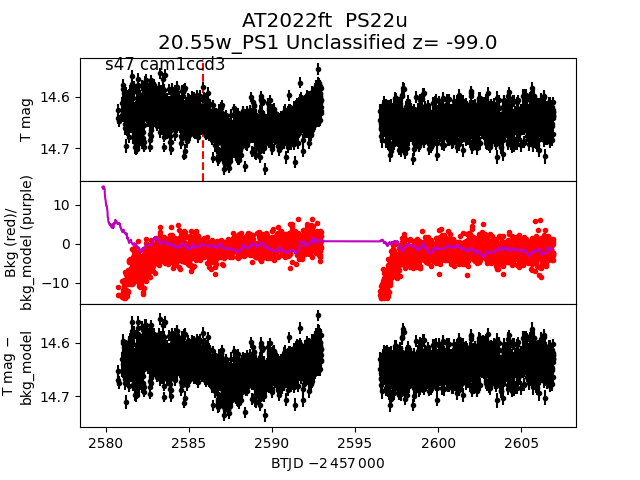 AT2022ft  PS22u
20.55w_PS1 Unclassified z= -99.0
s47 cam1ccd3
T mag
14.6
14.7
Bkg (red)/
bkg_model (purple)
10
0
−10
T mag −
bkg_model
14.6
14.7
2580
2585
2590
2595
2600
2605
BTJD −2 457 000